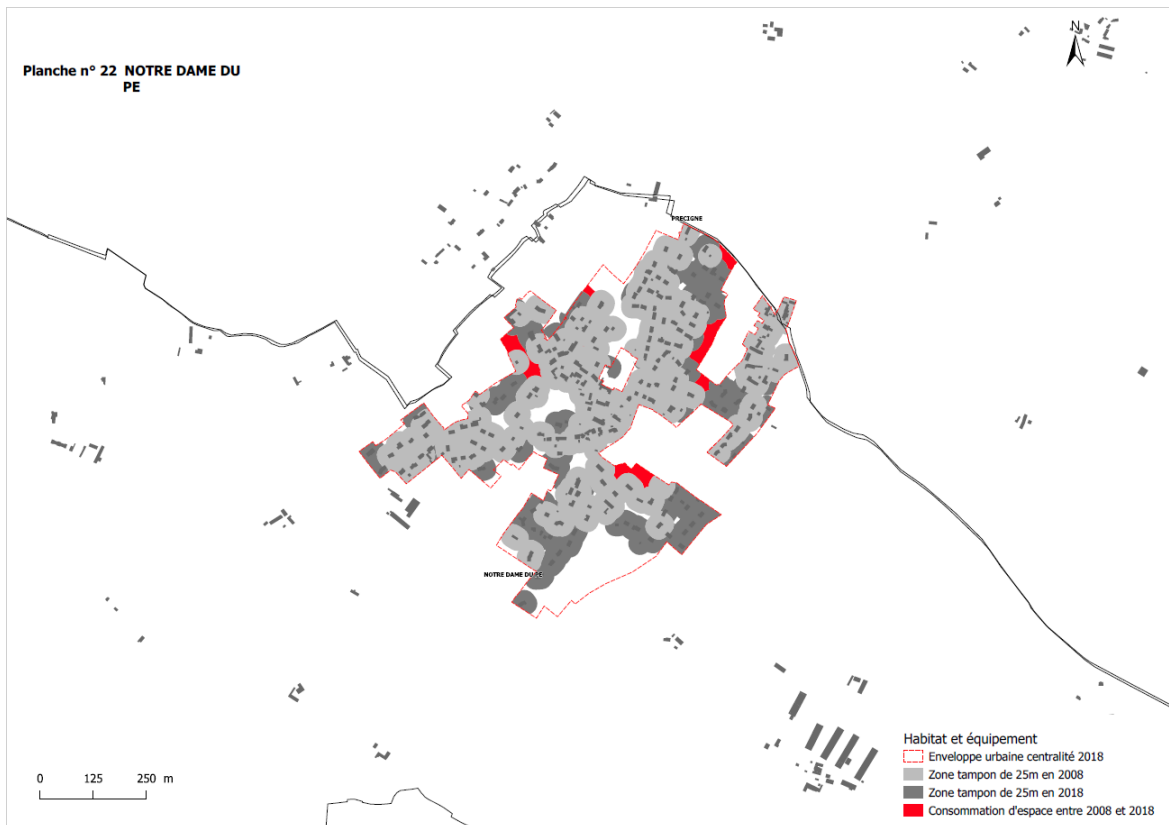 Planche n° 22 NOTRE DAME DU
PE
N
PRECIGNE
NOTRE DAME DU PE
Habitat et équipement
Enveloppe urbaine centralité 2018
Zone tampon de 25m en 2008
Zone tampon de 25m en 2018
Consommation d'espace entre 2008 et 2018
0 125 250 m